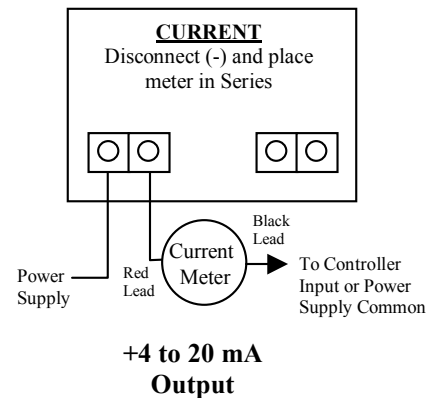 CURRENT
Disconnect (-) and place
meter in Series
Black
Lead
Current
Meter
Red
Lead
Power
Supply
To Controller
Input or Power
Supply Common
+4 to 20 mA
Output